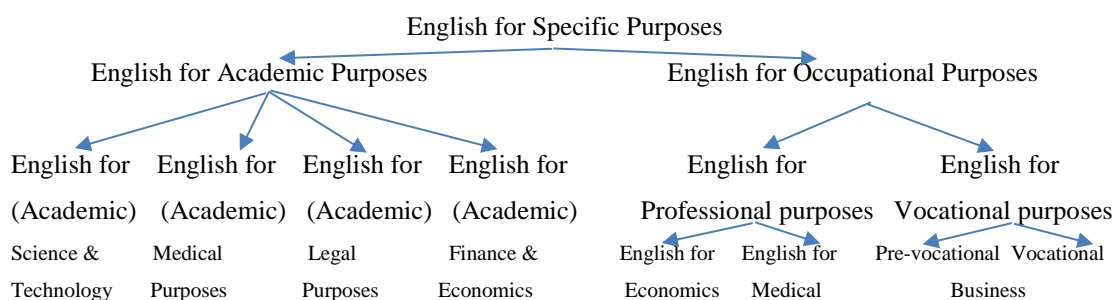 English for Specific Purposes
English for Academic Purposes English for Occupational Purposes
English for English for English for English for English for English for
(Academic) (Academic) (Academic) (Academic) Professional purposes Vocational purposes
Science & Medical Legal Finance & English for English for Pre-vocational Vocational
Technology Purposes Purposes Economics Economics Medical Business